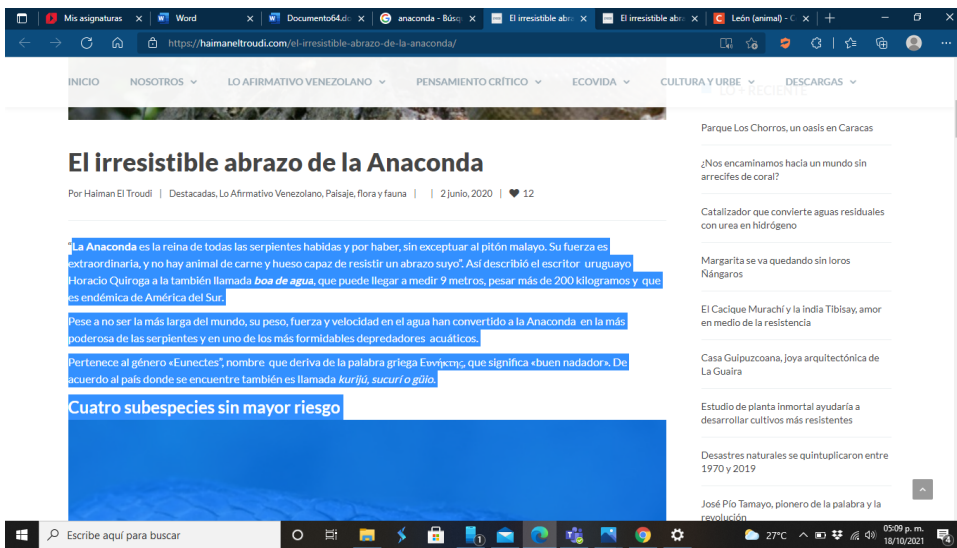 Mis asignaturas
Word
Documento64.do
anaconda - Búsq
El irresistible abra
El irresistible abra
León (animal) - C
https://haimaneltroudi.com/el-irresistible-abrazo-de-la-anaconda/
INICIO NOSOTROS LO AFIRMATIVO VENEZOLANO PENSAMIENTO CRÍTICO ECOVIDA CULTURA Y URBE DESCARGAS
LO + RECIENTE
El irresistible abrazo de la Anaconda
Por Haiman El Troudi | Destacadas, Lo Afirmativo Venezolano, Paisaje, flora y fauna | | 2 junio, 2020 | 12
“La Anaconda es la reina de todas las serpientes habidas y por haber, sin exceptuar al pitón malayo. Su fuerza es
extraordinaria, y no hay animal de carne y hueso capaz de resistir un abrazo suyo”. Así describió el escritor uruguayo
Horacio Quiroga a la también llamada boa de agua, que puede llegar a medir 9 metros, pesar más de 200 kilogramos y que
es endémica de América del Sur.
Pese a no ser la más larga del mundo, su peso, fuerza y velocidad en el agua han convertido a la Anaconda en la más
poderosa de las serpientes y en uno de los más formidables depredadores acuáticos.
Pertenece al género «Eunectes”, nombre que deriva de la palabra griega Ευνήκτης, que significa «buen nadador». De
acuerdo al país donde se encuentre también es llamada kurijú, sucurí o güio.
Cuatro subespecies sin mayor riesgo
Parque Los Chorros, un oasis en Caracas
¿Nos encaminamos hacia un mundo sin
arrecifes de coral?
Catalizador que convierte aguas residuales
con urea en hidrógeno
Margarita se va quedando sin loros
Ñángaros
El Cacique Murachí y la india Tibisay, amor
en medio de la resistencia
Casa Guipuzcoana, joya arquitectónica de
La Guaira
Estudio de planta inmortal ayudaría a
desarrollar cultivos más resistentes
Desastres naturales se quintuplicaron entre
1970 y 2019
José Pío Tamayo, pionero de la palabra y la
revolución
Escribe aquí para buscar
27°C
05:09 p. m.
18/10/2021